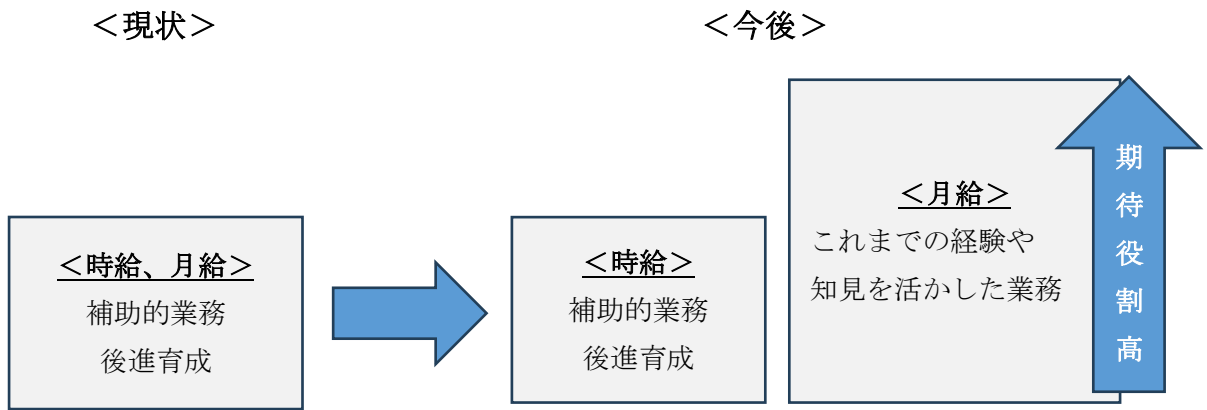 ＜現状＞
＜時給、月給＞
補助的業務
後進育成
＜今後＞
＜時給＞
補助的業務
後進育成
＜月給＞
これまでの経験や
知見を活かした業務
期待役割高